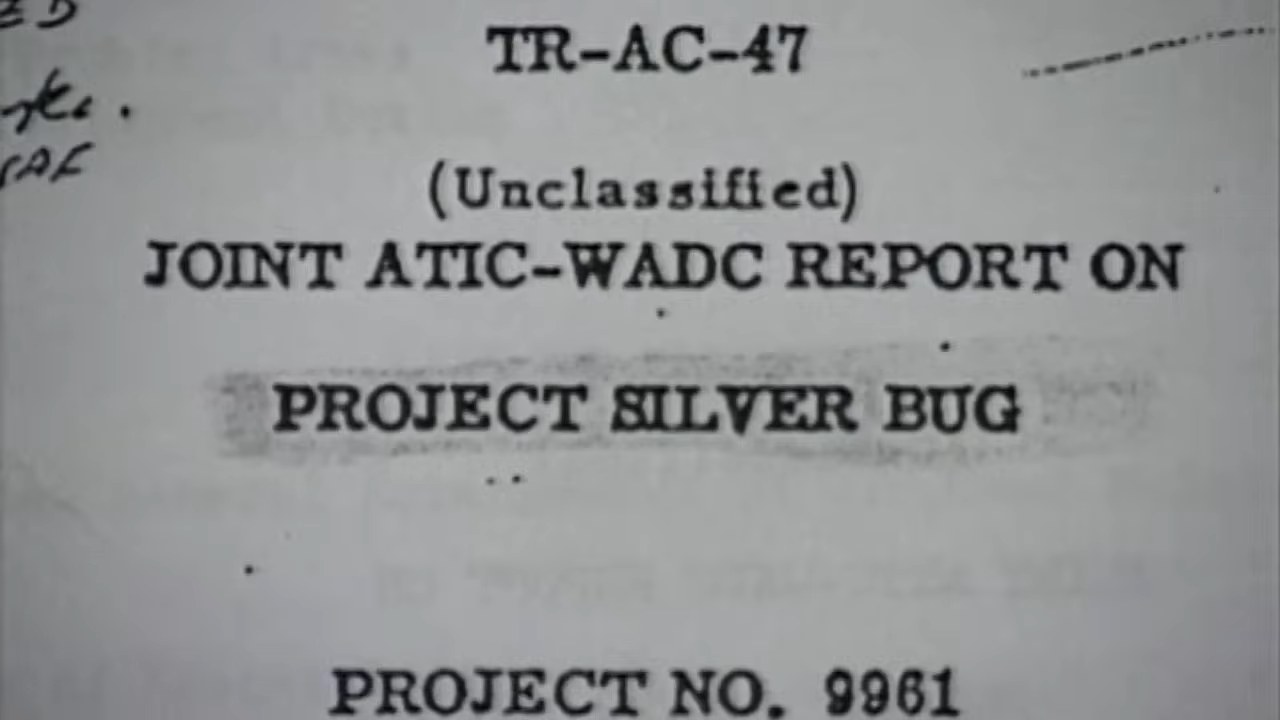 TR-AC-47
(Unclassified)
JOINT ATIC-WADC REPORT ON
PROJECT SILVER BUG
PROJECT NO. 9961